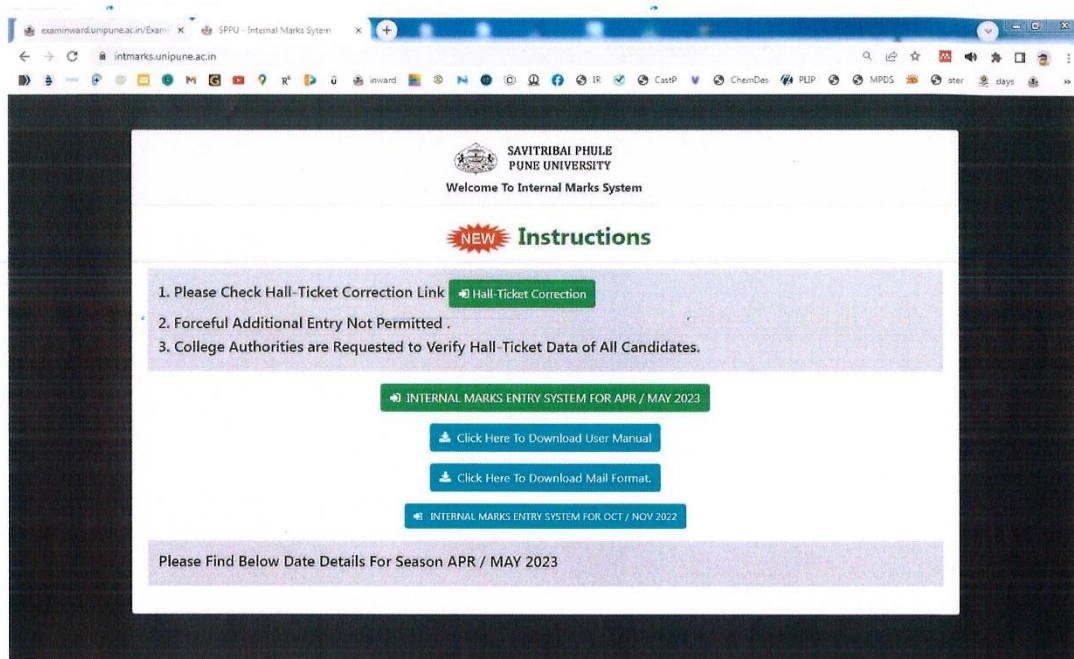 examinward.unipune.ac.in/Exami
SPPU - Internal Marks Sytem
intmarks.unipune.ac.in
inward
IR
CastP
ChemDes
PLIP
MPDS
ster
days
SAVITRIBAI PHULE
PUNE UNIVERSITY
Welcome To Internal Marks System
NEW Instructions
1. Please Check Hall-Ticket Correction Link Hall-Ticket Correction
2. Forceful Additional Entry Not Permitted .
3. College Authorities are Requested to Verify Hall-Ticket Data of All Candidates.
INTERNAL MARKS ENTRY SYSTEM FOR APR / MAY 2023
Click Here To Download User Manual
Click Here To Download Mail Format.
INTERNAL MARKS ENTRY SYSTEM FOR OCT / NOV 2022
Please Find Below Date Details For Season APR / MAY 2023